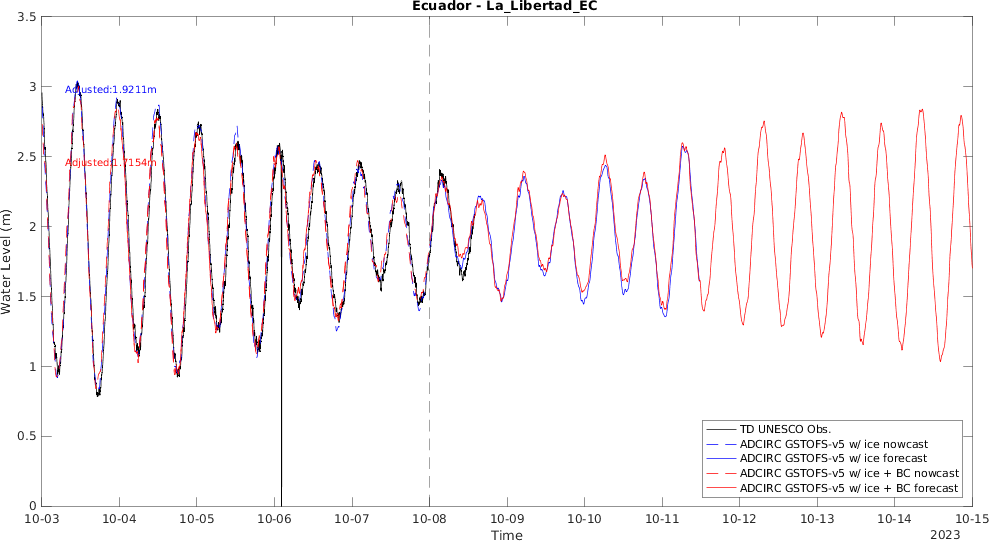 Ecuador - La_Libertad_EC
3.5
3
2.5
2
1.5
1
0.5
0
Water Level (m)
Adjusted:1.9211m
Adjusted:1.7154m
TD UNESCO Obs.
ADCIRC GSTOFS-v5 w/ ice nowcast
ADCIRC GSTOFS-v5 w/ ice forecast
ADCIRC GSTOFS-v5 w/ ice + BC nowcast
ADCIRC GSTOFS-v5 w/ ice + BC forecast
10-03 10-04 10-05 10-06 10-07 10-08 10-09 10-10 10-11 10-12 10-13 10-14 10-15
Time
2023